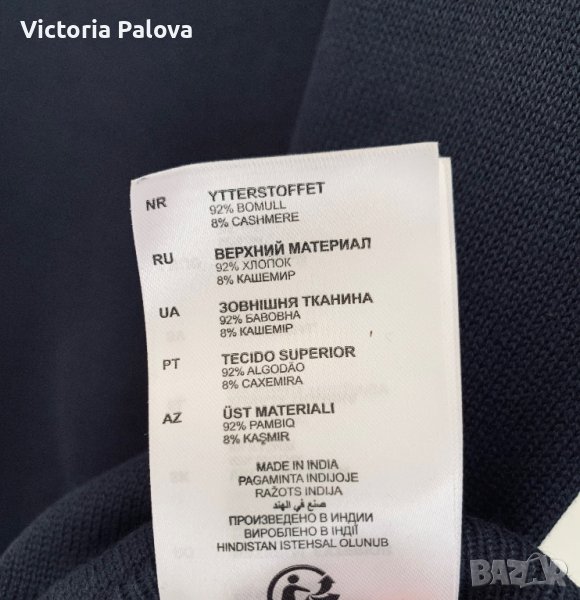 Victoria Palova
NR YTTERSTOFFET
92% BOMULL
8% CASHMERE
RU ВЕРХНИЙ МАТЕРИАЛ
92% ХЛОПОК
8% КАШЕМИР
UA ЗОВНІШНЯ ТКАНИНА
92% БАВОВНА
8% КАШЕМІР
PT TECIDO SUPERIOR
92% ALGODÃO
8% CAXEMIRA
AZ ÜST MATERIALI
92% PAMBIQ
8% KAŞMIR
MADE IN INDIA
PAGAMINTA INDIJOJE
RAŽOTS INDIJA
صنع في الهند
ПРОИЗВЕДЕНО В ИНДИИ
ВИРОБЛЕНО В ІНДІЇ
HINDISTAN ISTEHSAL OLUNUB
BAZAR